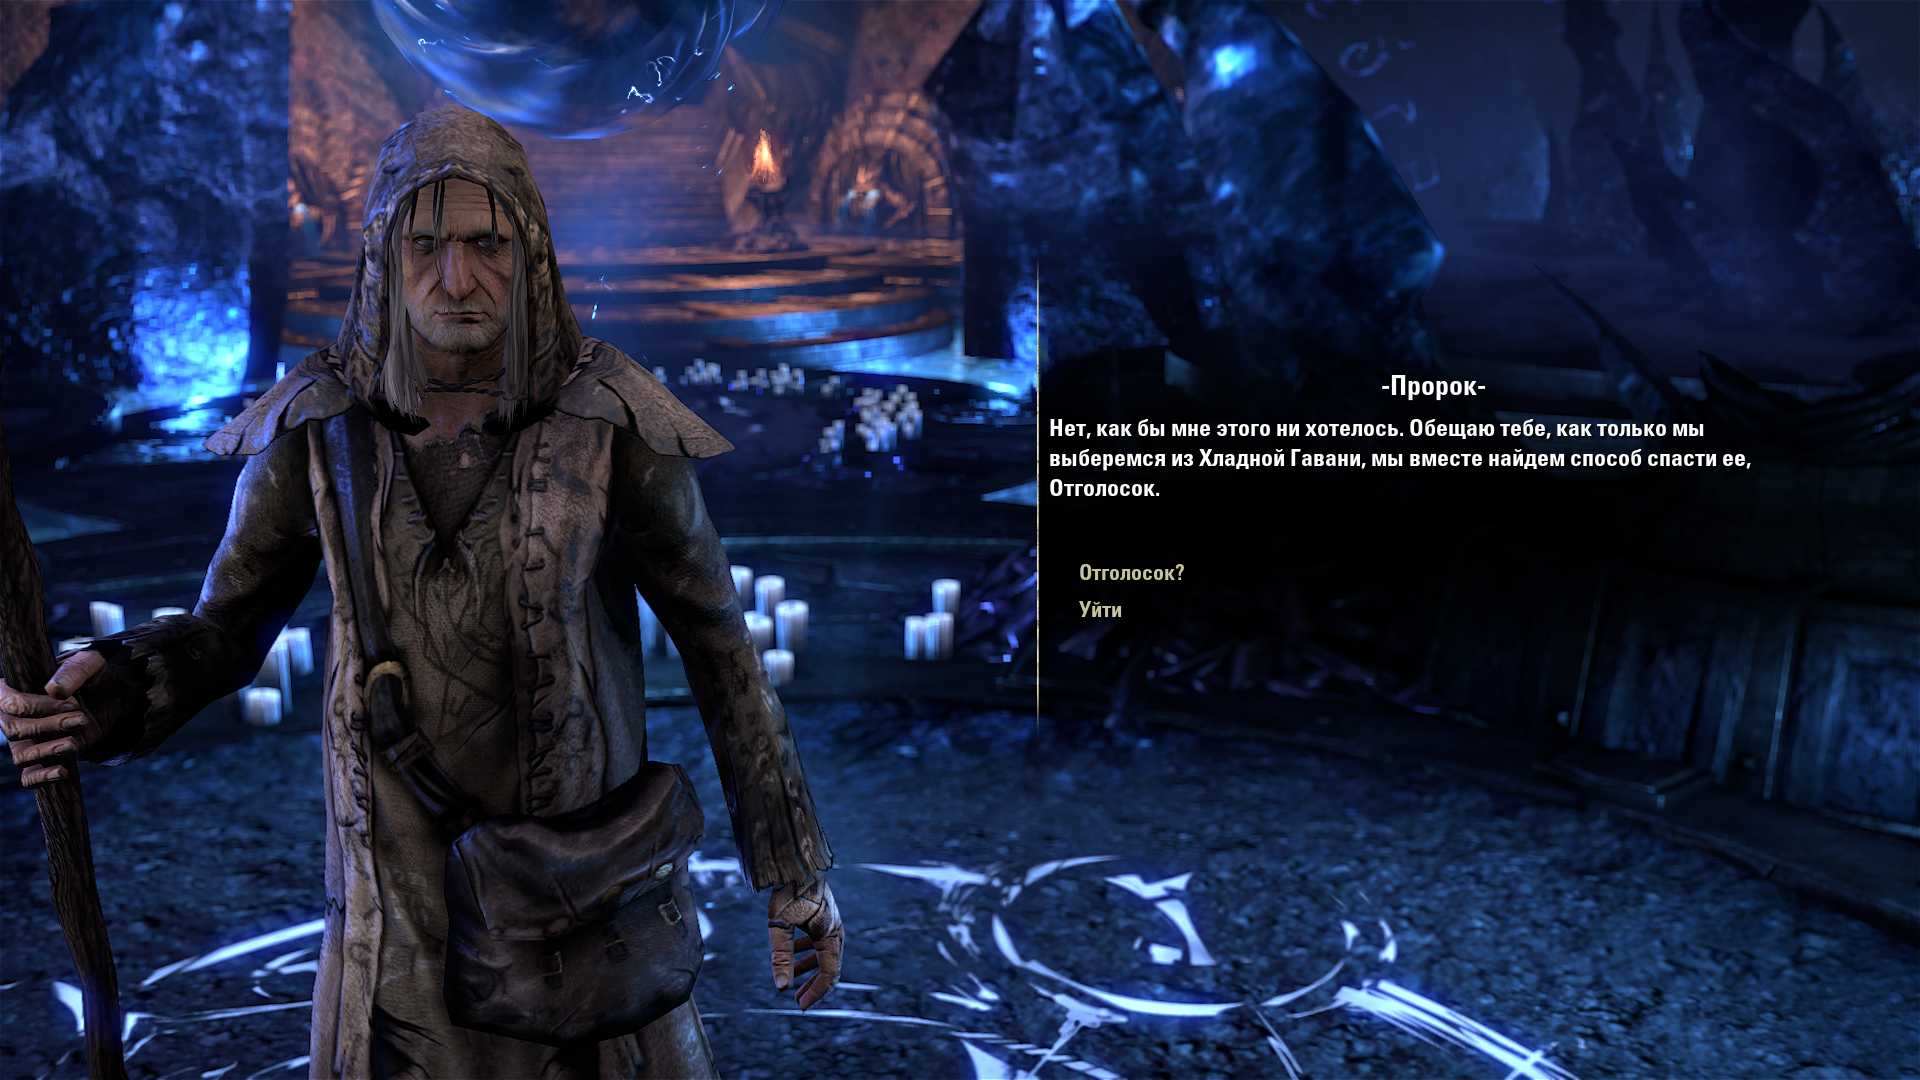 -Пророк-
Нет, как бы мне этого ни хотелось. Обещаю тебе, как только мы
выберемся из Хладной Гавани, мы вместе найдем способ спасти ее,
Отголосок.
Отголосок?
Уйти